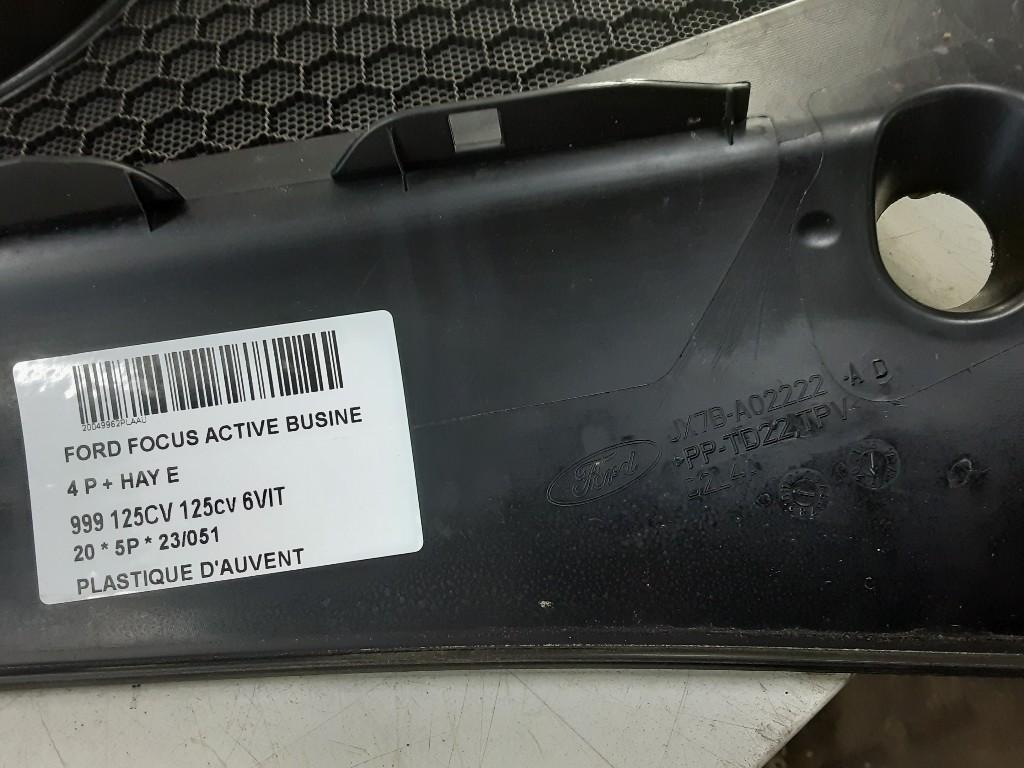 20049962PLAAU
FORD FOCUS ACTIVE BUSINE
4 P + HAY E
999 125CV 125cv 6VIT
20 * 5P * 23/051
PLASTIQUE D'AUVENT
Ford
JX7B-A02222 -A D
>PP-TD22,TPV<
C